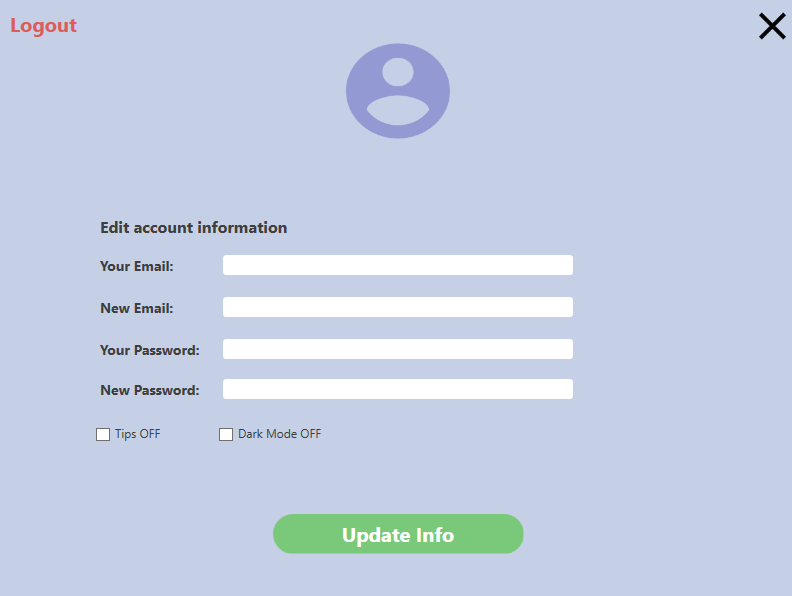 Logout
Edit account information
Your Email:
New Email:
Your Password:
New Password:
Tips OFF Dark Mode OFF
Update Info